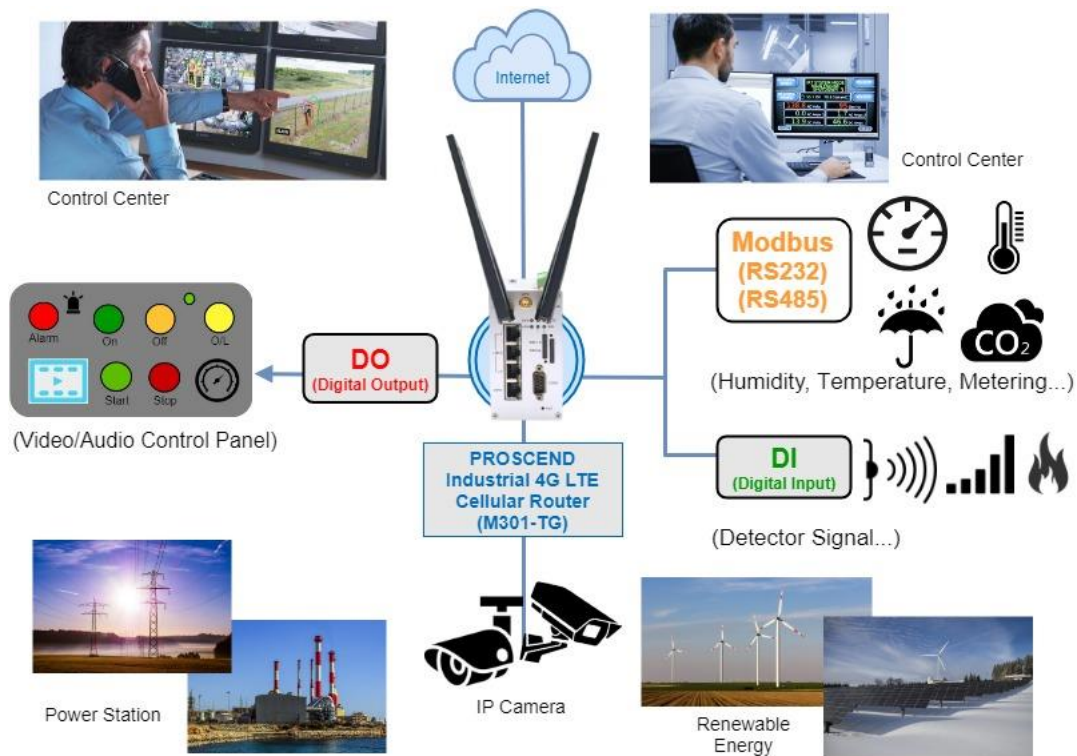 Internet
Control Center
Control Center
Modbus
(RS232)
(RS485)
CO2
(Humidity, Temperature, Metering...)
Alarm
On
Off
O/L
Start
Stop
(Video/Audio Control Panel)
DO
(Digital Output)
DI
(Digital Input)
(Detector Signal...)
PROSCEND
Industrial 4G LTE
Cellular Router
(M301-TG)
Power Station
IP Camera
Renewable
Energy